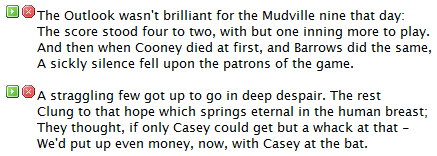 The Outlook wasn't brilliant for the Mudville nine that day:
The score stood four to two, with but one inning more to play.
And then when Cooney died at first, and Barrows did the same,
A sickly silence fell upon the patrons of the game.
A straggling few got up to go in deep despair. The rest
Clung to that hope which springs eternal in the human breast;
They thought, if only Casey could get but a whack at that –
We'd put up even money, now, with Casey at the bat.